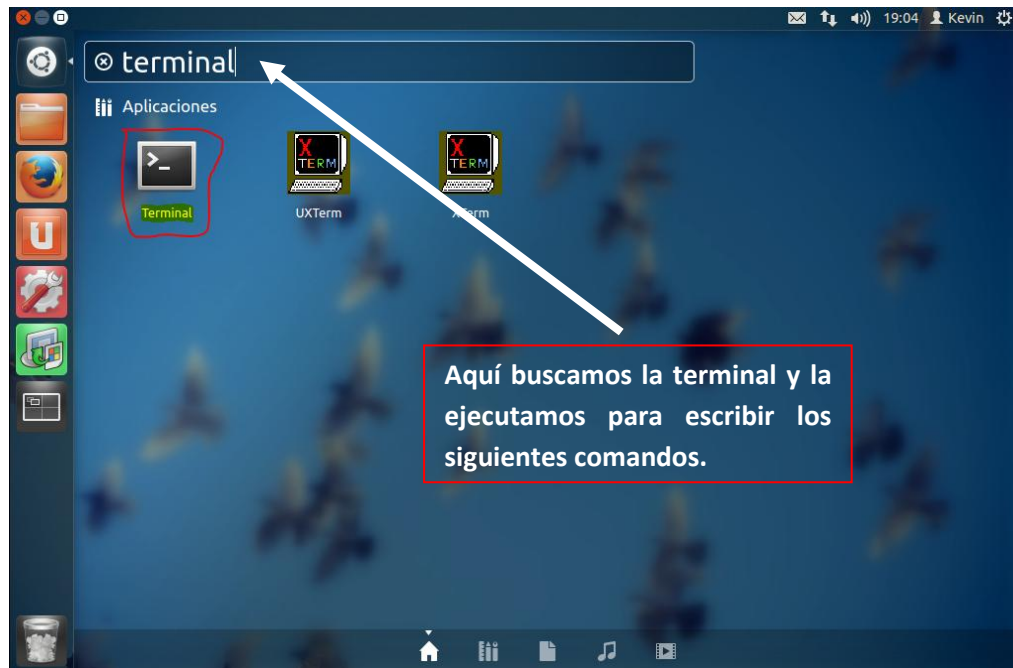 19:04 Kevin
terminal
Aplicaciones
>_
X
TERM
X
TERM
Terminal
UXTerm
XTerm
U
Aquí buscamos la terminal y la
ejecutamos para escribir los
siguientes comandos.